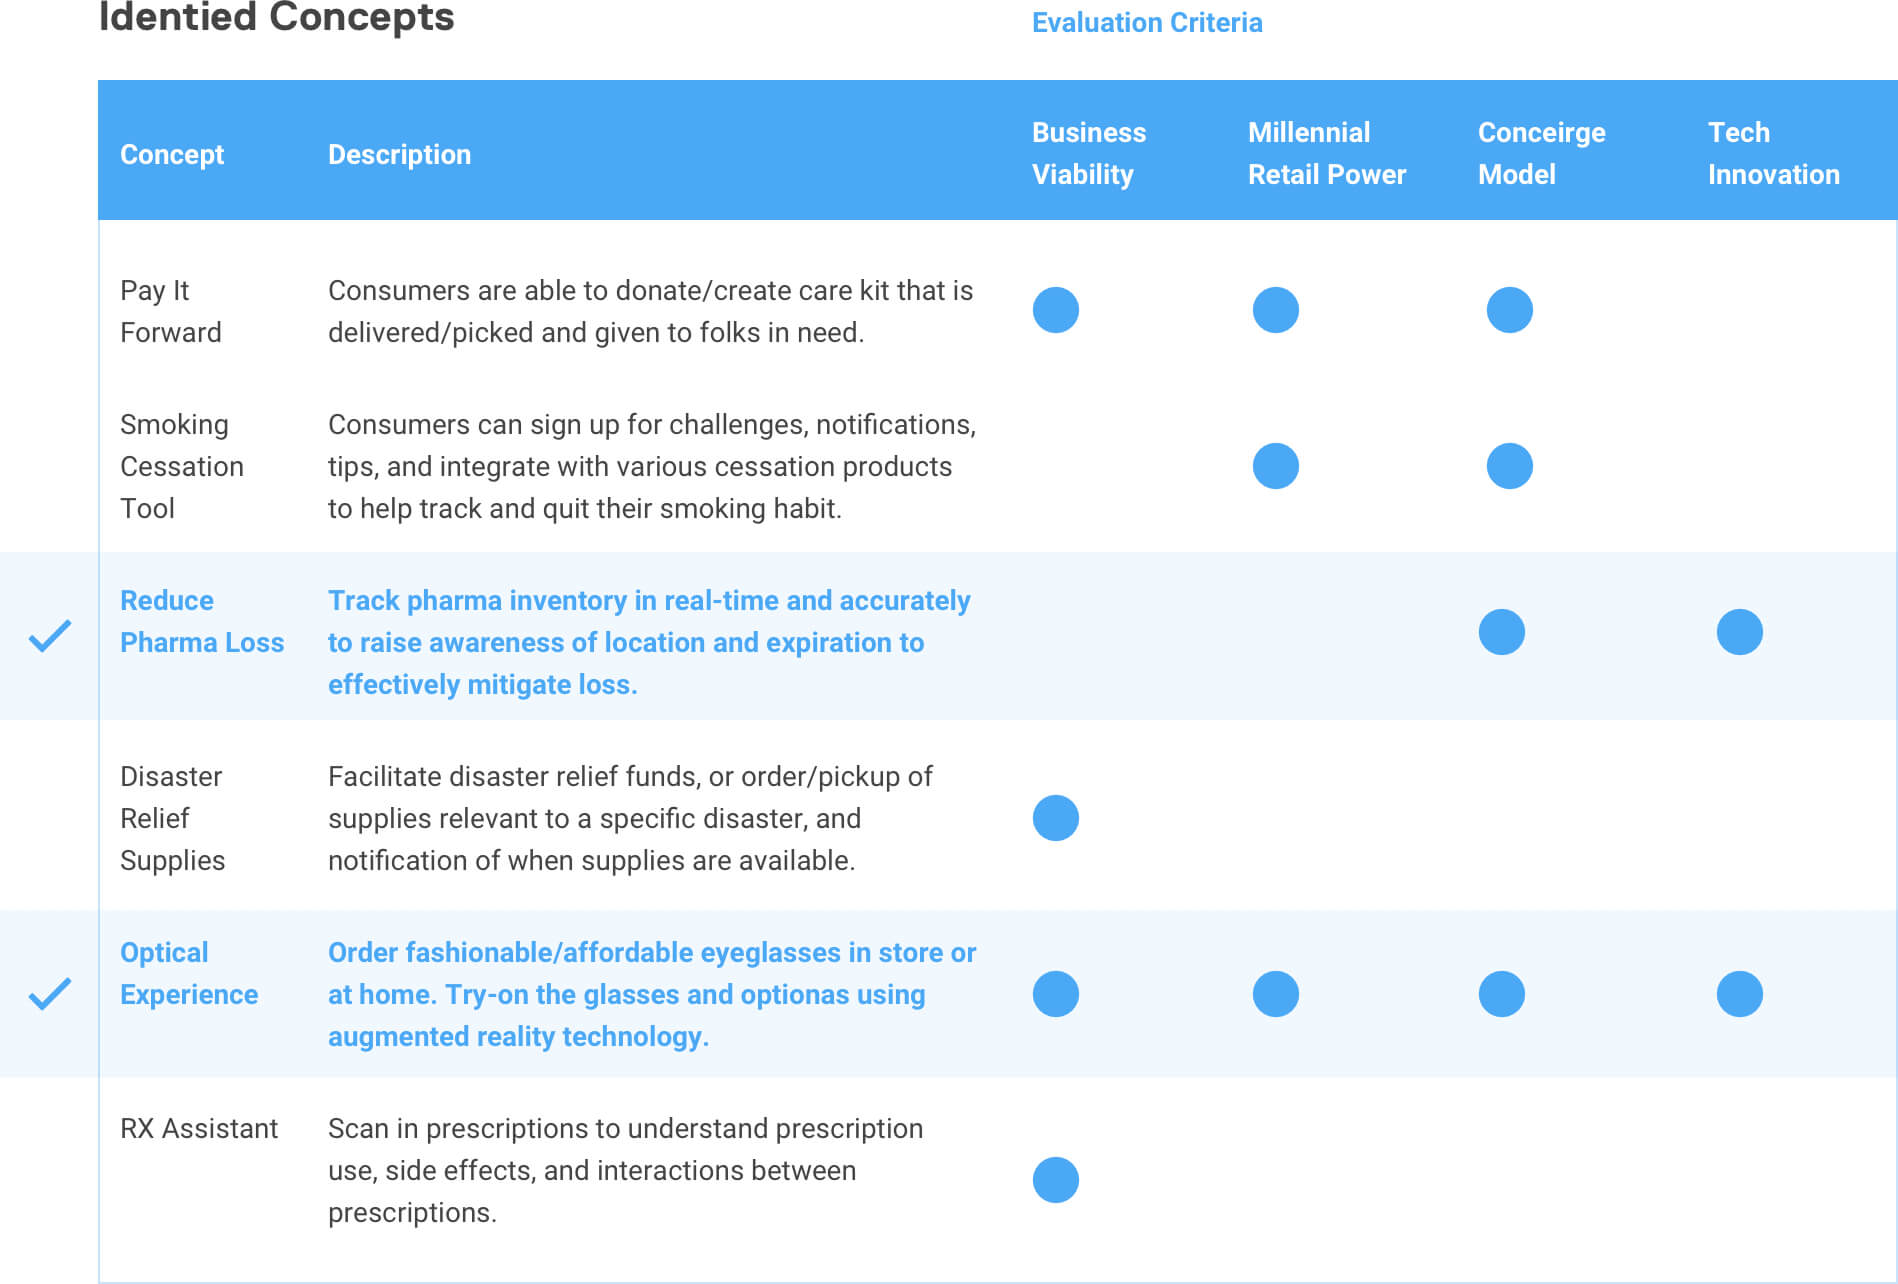 Identied Concepts
Evaluation Criteria
Concept
Description
Business
Viability
Millennial
Retail Power
Conceirge
Model
Tech
Innovation
Pay It
Forward
Consumers are able to donate/create care kit that is
delivered/picked and given to folks in need.
Smoking
Cessation
Tool
Consumers can sign up for challenges, notifications,
tips, and integrate with various cessation products
to help track and quit their smoking habit.
Reduce
Pharma Loss
Track pharma inventory in real-time and accurately
to raise awareness of location and expiration to
effectively mitigate loss.
Disaster
Relief
Supplies
Facilitate disaster relief funds, or order/pickup of
supplies relevant to a specific disaster, and
notification of when supplies are available.
Optical
Experience
Order fashionable/affordable eyeglasses in store or
at home. Try-on the glasses and optionas using
augmented reality technology.
RX Assistant
Scan in prescriptions to understand prescription
use, side effects, and interactions between
prescriptions.